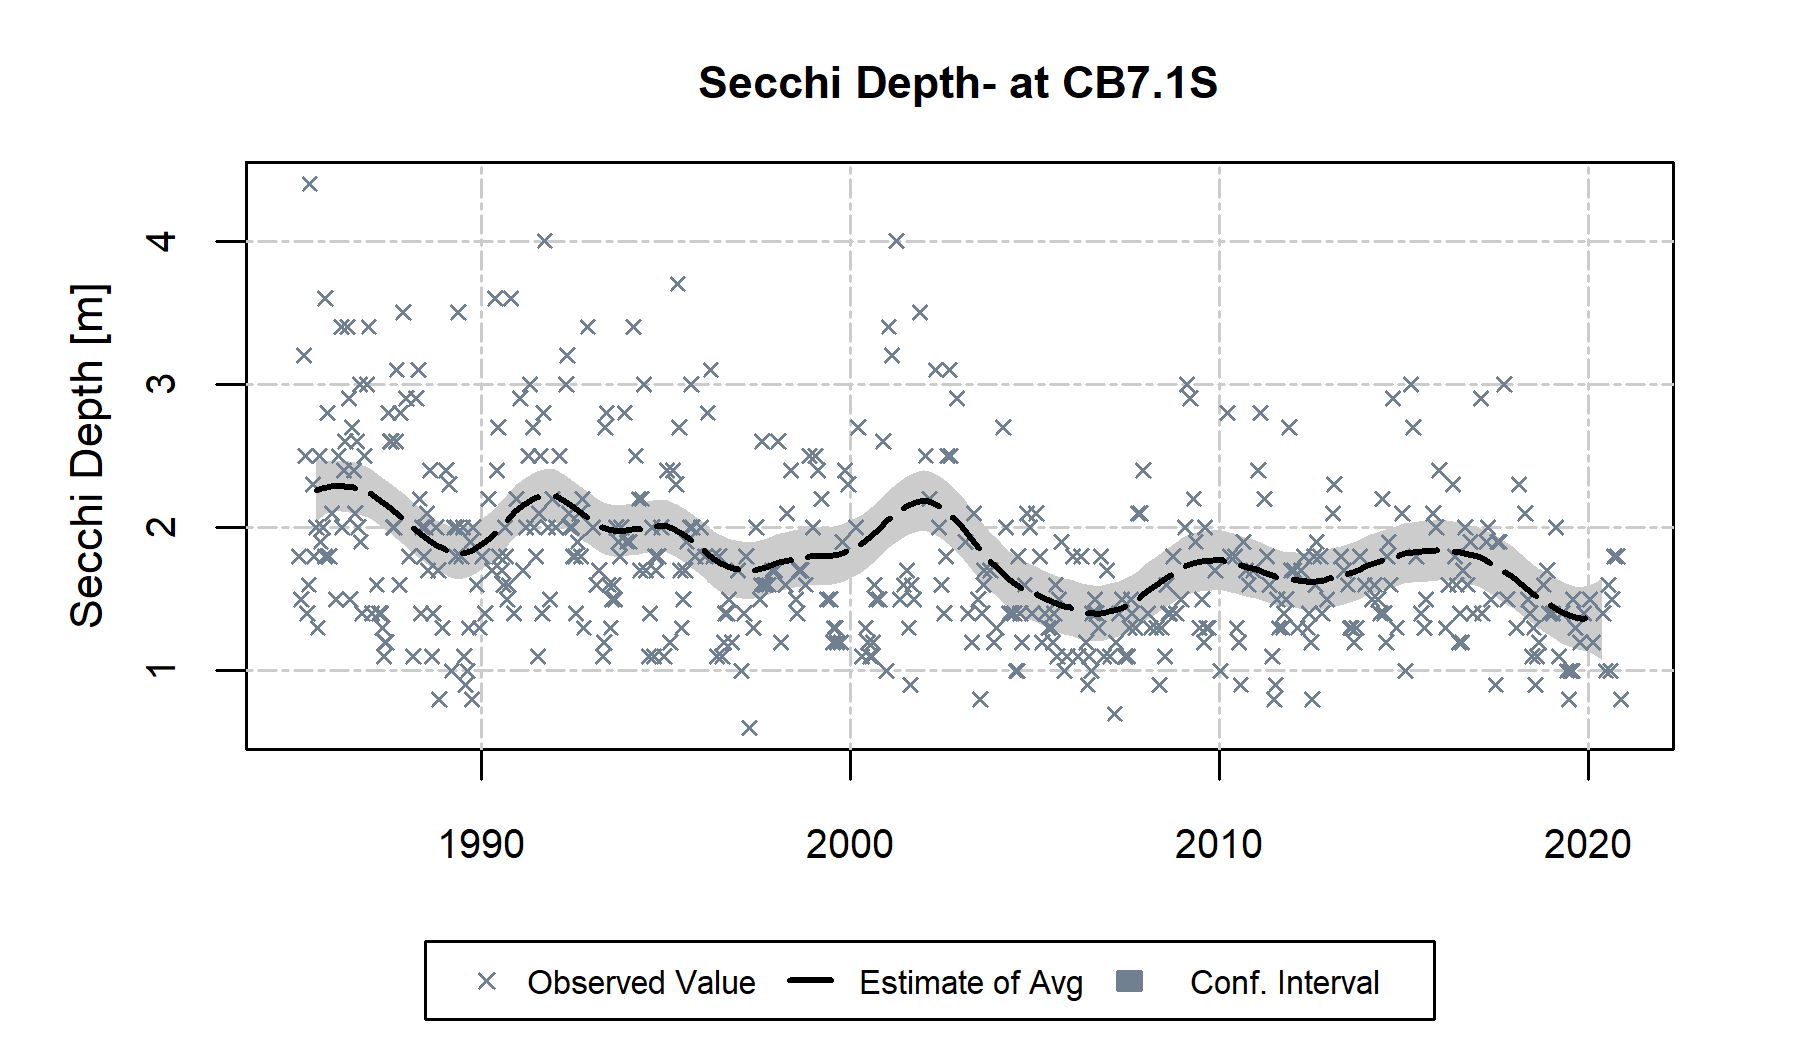 Secchi Depth- at CB7.1S
Secchi Depth [m]
4
3
2
1
1990 2000 2010 2020
Observed Value Estimate of Avg Conf. Interval